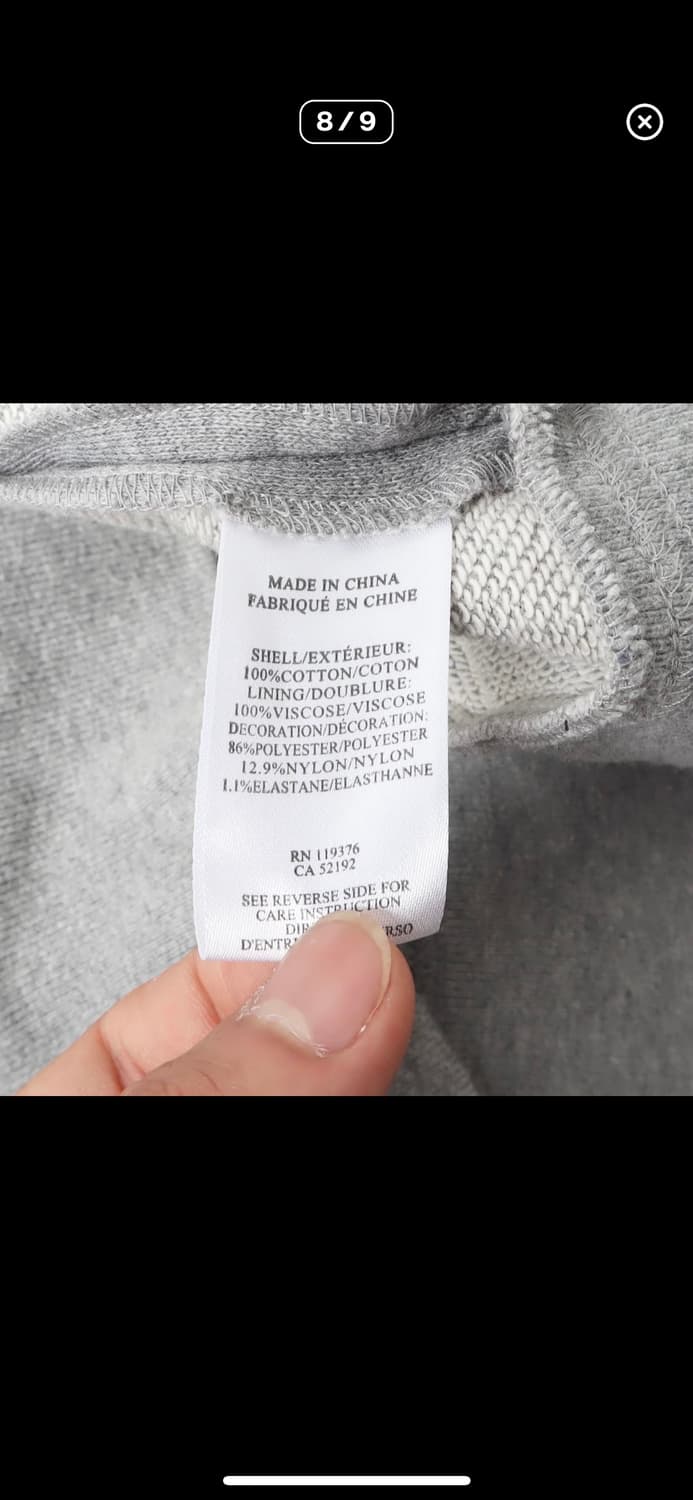 8/9
MADE IN CHINA
FABRIQUÉ EN CHINE
SHELL/EXTÉRIEUR:
100%COTTON/COTON
LINING/DOUBLURE:
100%VISCOSE/VISCOSE
DECORATION/DÉCORATION:
86%POLYESTER/POLYESTER
12.9%NYLON/NYLON
1.1%ELASTANE/ELASTHANNE
RN 119376
CA 52192
SEE REVERSE SIDE FOR
CARE INSTRUCTION